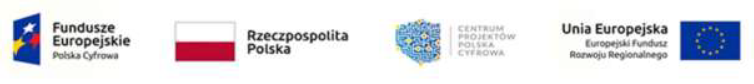 Fundusze
Europejskie
Polska Cyfrowa
Rzeczpospolita
Polska
CENTRUM
PROJEKTÓW
POLSKA
CYFROWA
Unia Europejska
Europejski Fundusz
Rozwoju Regionalnego